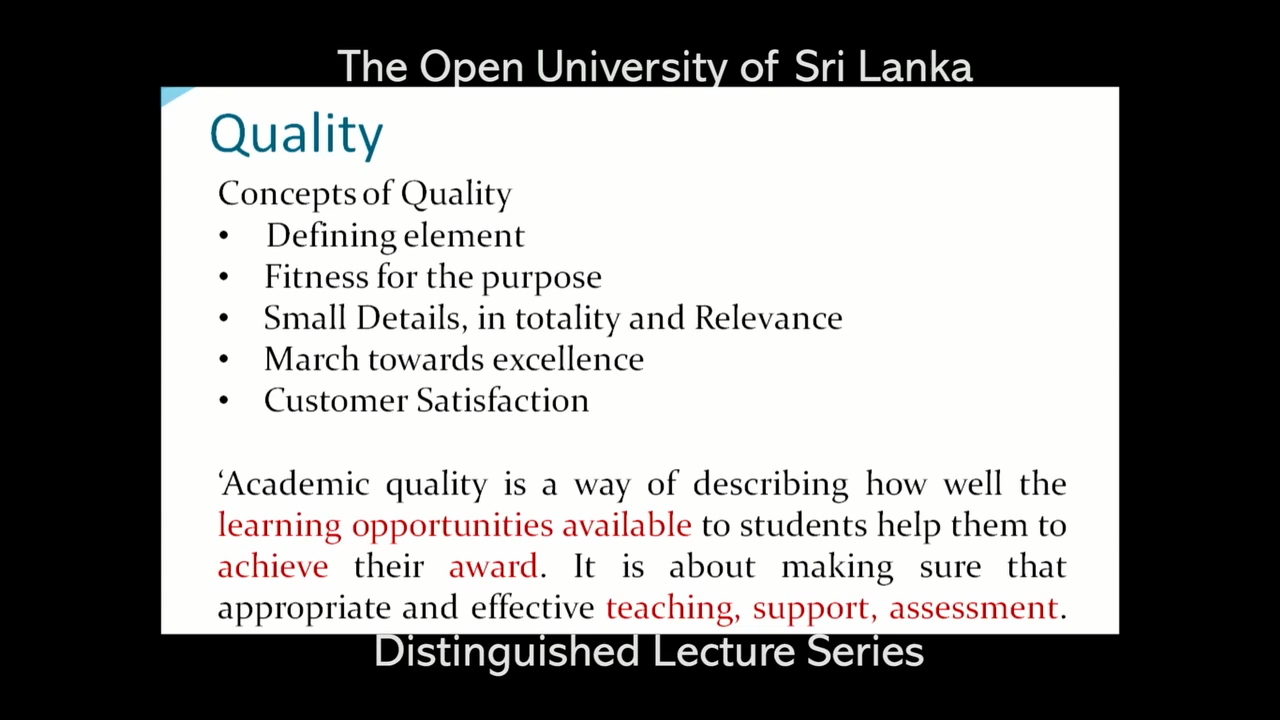 The Open University of Sri Lanka
Quality
Concepts of Quality
• Defining element
• Fitness for the purpose
• Small Details, in totality and Relevance
• March towards excellence
• Customer Satisfaction
‘Academic quality is a way of describing how well the
learning opportunities available to students help them to
achieve their award. It is about making sure that
appropriate and effective teaching, support, assessment.
Distinguished Lecture Series